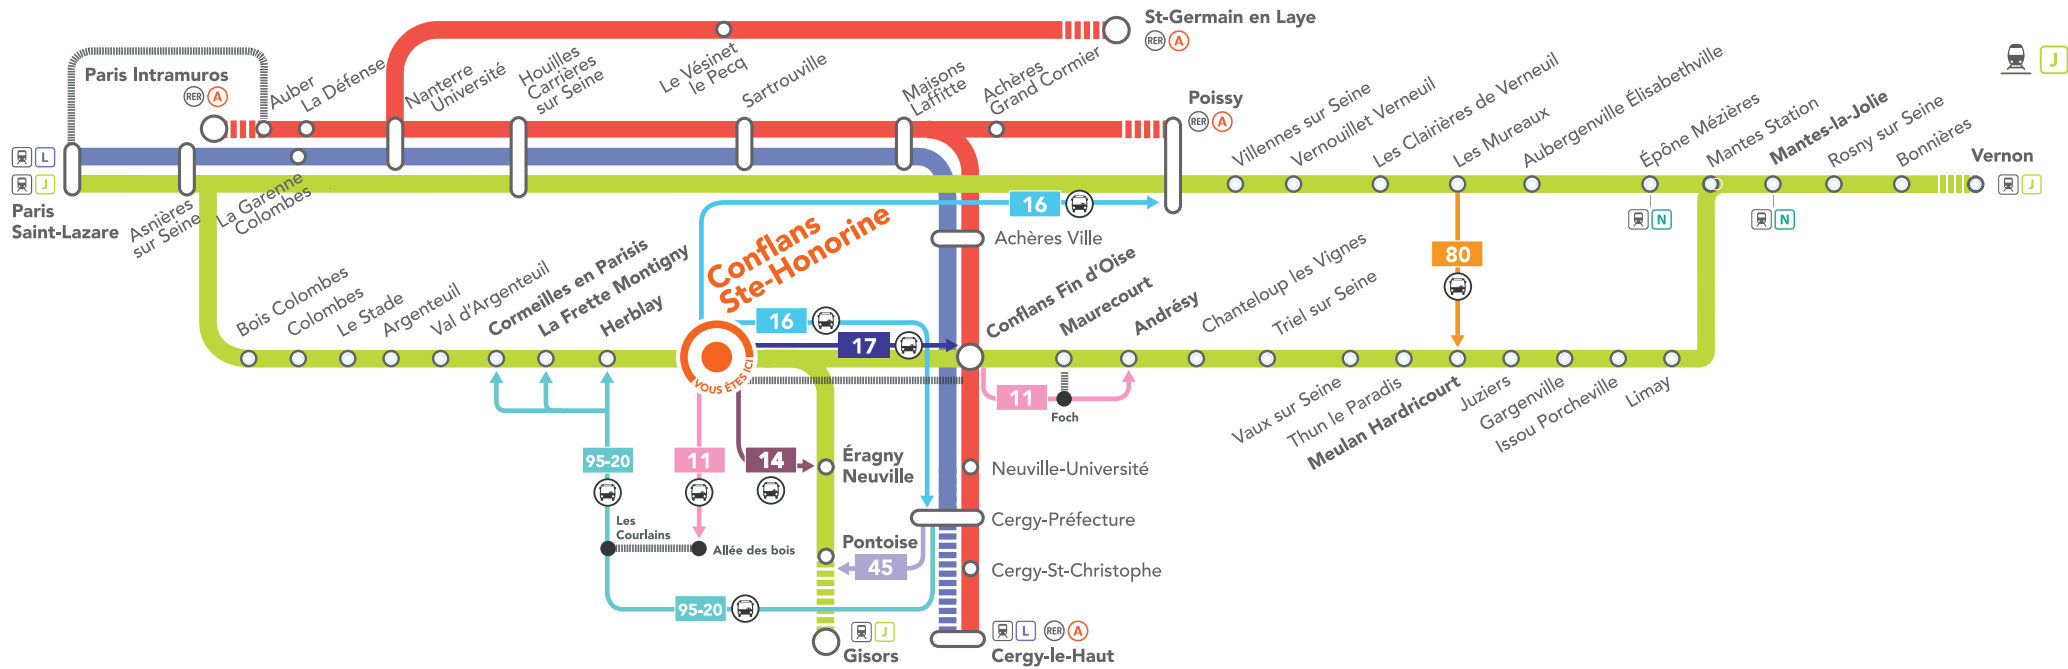 St-Germain en Laye
RER A
J
Paris Intramuros
RER A
Auber
La Défense
Nanterre
Université
Houilles
Carrières
sur Seine
Le Vésinet
le Pecq
Sartrouville
Maisons
Laffitte
Achères
Grand Cormier
Poissy
RER A
Villennes sur Seine
Vernouillet Verneuil
Les Clairières de Verneuil
Les Mureaux
Aubergenville Élisabethville
Épône Mézières
Mantes Station
Mantes-la-Jolie
Rosny sur Seine
Bonnières
Vernon
J
L
J
Paris
Saint-Lazare
Asnières
sur Seine
La Garenne
Colombes
N
N
16
Achères Ville
80
Bois Colombes
Colombes
Le Stade
Argenteuil
Val d'Argenteuil
Cormeilles en Parisis
La Frette Montigny
Herblay
Conflans
Ste-Honorine
VOUS ÊTES ICI
16
17
Conflans Fin d'Oise
Maurecourt
Andrésy
Chanteloup les Vignes
Triel sur Seine
Vaux sur Seine
Thun le Paradis
Meulan Hardricourt
Juziers
Gargenville
Issou Porcheville
Limay
11
Foch
95-20
11
14
Éragny
Neuville
Neuville-Université
Les
Courlains
Allée des bois
Pontoise
45
Cergy-Préfecture
Cergy-St-Christophe
95-20
J
Gisors
L RER A
Cergy-le-Haut